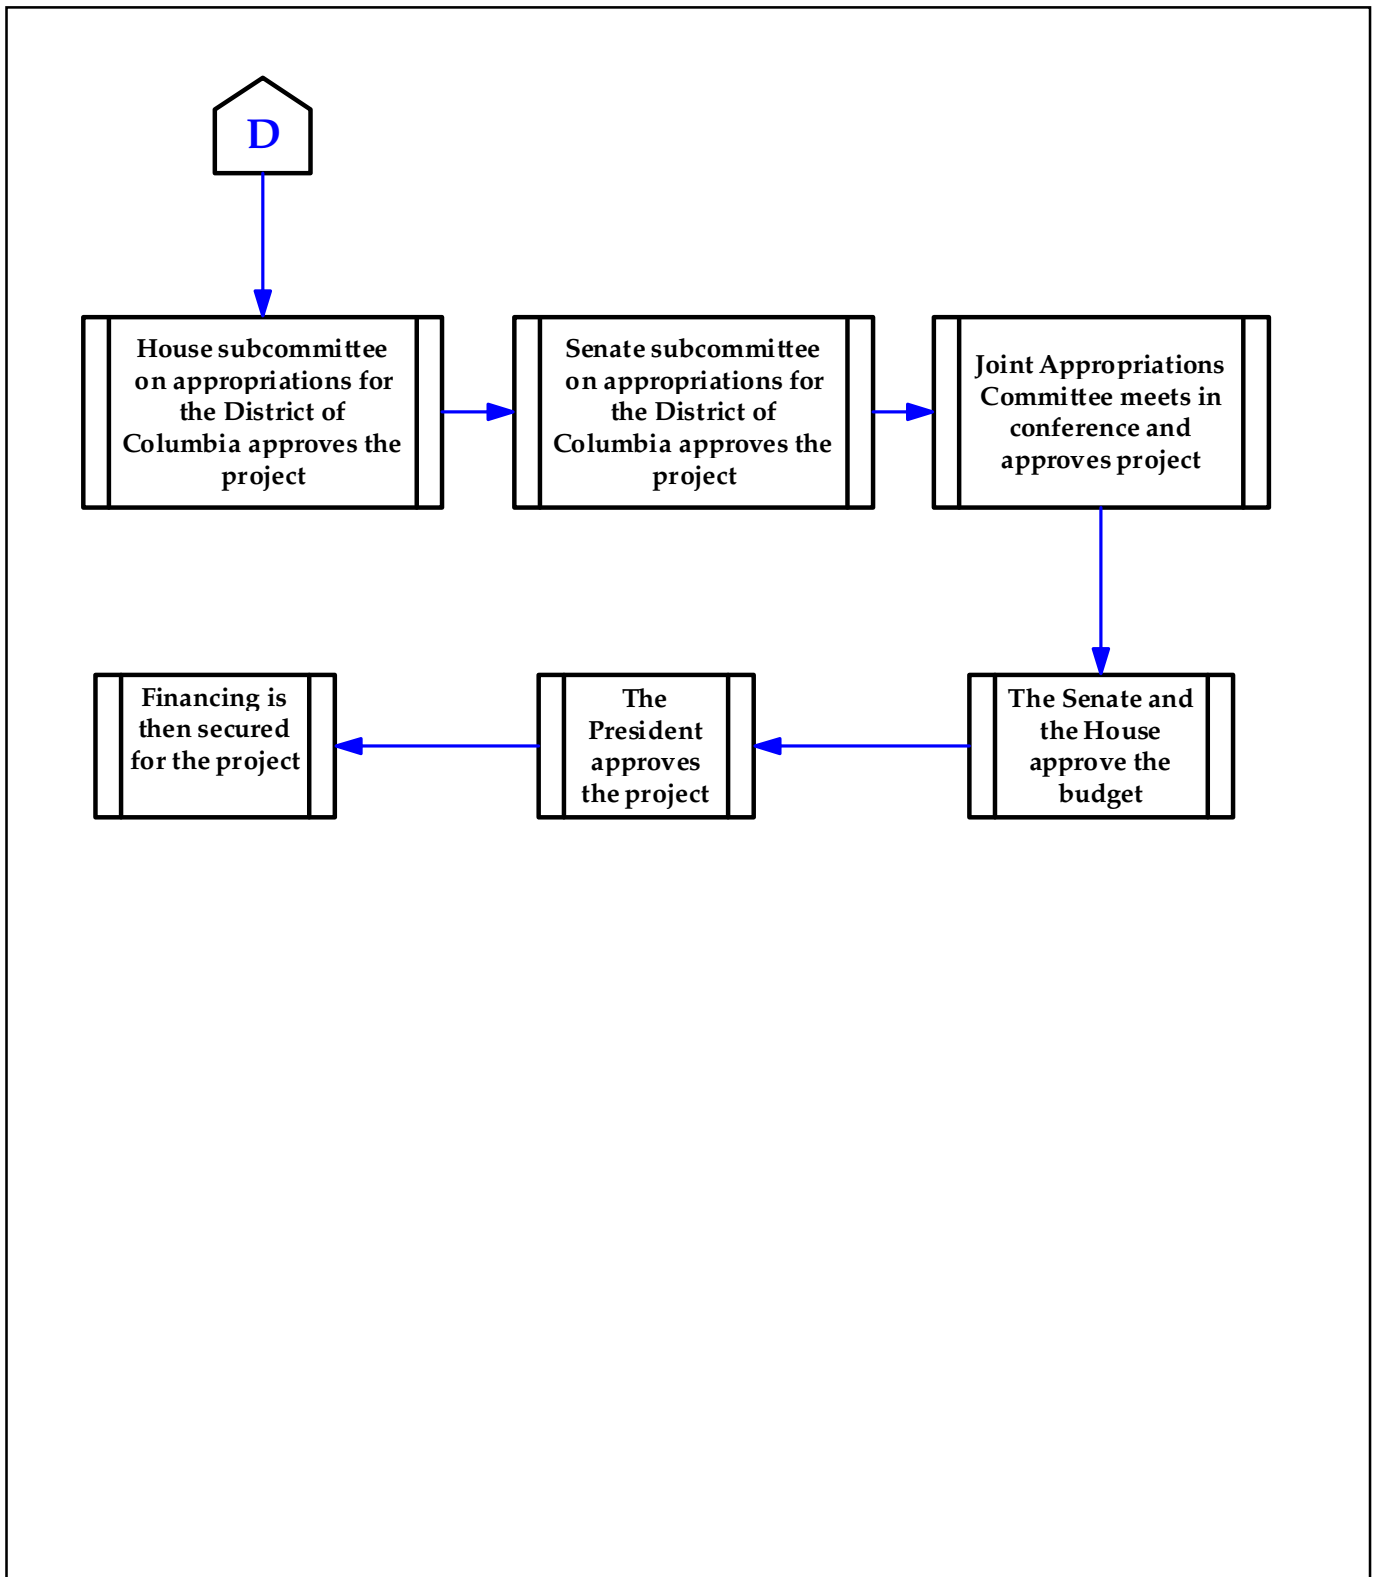 D
House subcommittee
on appropriations for
the District of
Columbia approves the
project
Senate subcommittee
on appropriations for
the District of
Columbia approves the
project
Joint Appropriations
Committee meets in
conference and
approves project
The Senate and
the House
approve the
budget
The
President
approves
the project
Financing is
then secured
for the project